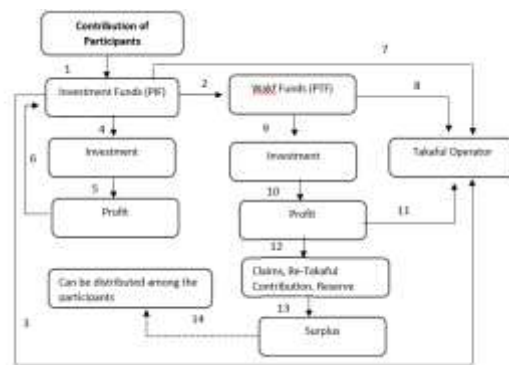 Contribution of
Participants
7
1
2
8
Investment Funds (PIF)
Wakf Funds (PTF)
4
9
6
Investment
Investment
Takaful Operator
5
10
Profit
Profit
11
12
Can be distributed among the
participants
Claims, Re-Takaful
Contribution, Reserve
3
14
13
Surplus